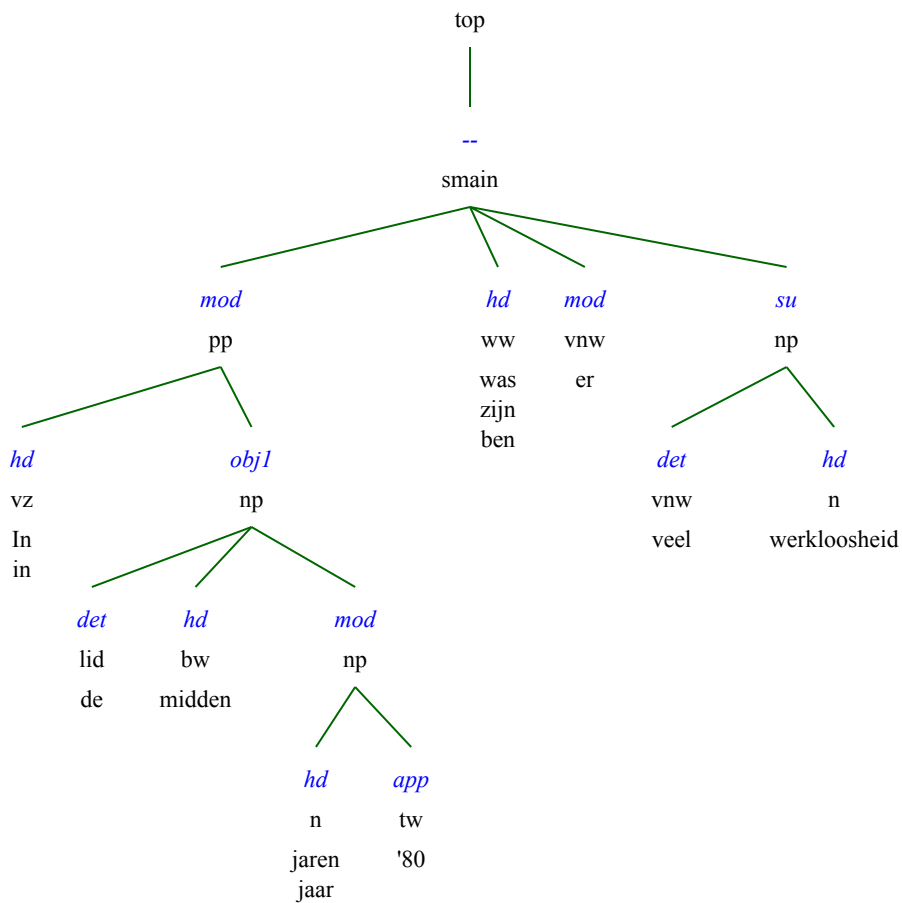 top
--
smain
mod hd mod su
pp ww vnw np
was er
zijn
ben
hd obj1 det hd
vz np vnw n
In veel werkloosheid
in
det hd mod
lid bw np
de midden
hd app
n tw
jaren '80
jaar